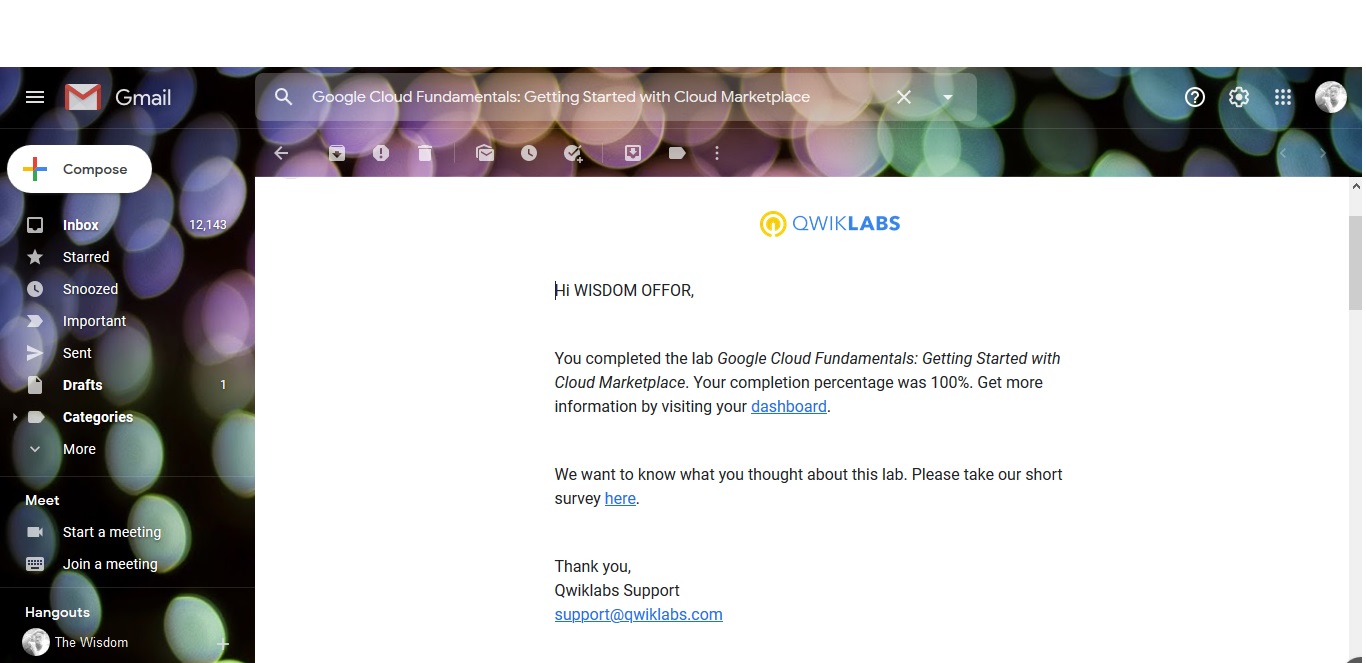 Gmail
Google Cloud Fundamentals: Getting Started with Cloud Marketplace
Compose
Inbox 12,143
Starred
Snoozed
Important
Sent
Drafts 1
Categories
More
Meet
Start a meeting
Join a meeting
Hangouts
The Wisdom
QWIKLABS
Hi WISDOM OFFOR,
You completed the lab Google Cloud Fundamentals: Getting Started with
Cloud Marketplace. Your completion percentage was 100%. Get more
information by visiting your dashboard.
We want to know what you thought about this lab. Please take our short
survey here.
Thank you,
Qwiklabs Support
support@qwiklabs.com